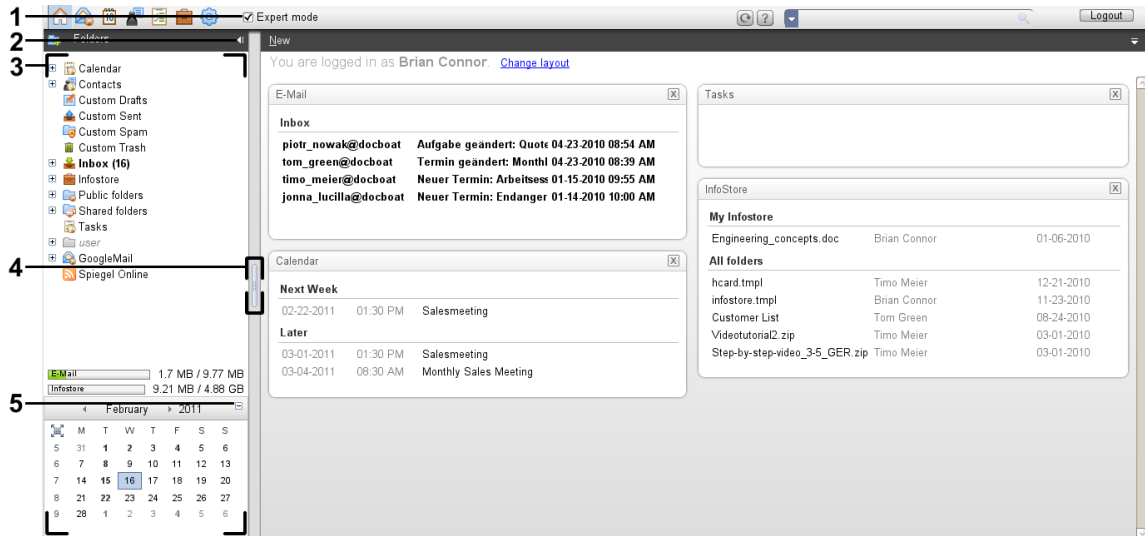 1
Expert mode
Logout
2
Folders
New
3
You are logged in as Brian Connor. Change layout
Calendar
Contacts
Custom Drafts
Custom Sent
Custom Spam
Custom Trash
Inbox (16)
Infostore
Public folders
Shared folders
Tasks
user
GoogleMail
Spiegel Online
4
E-Mail 1.7 MB / 9.77 MB
Infostore 9.21 MB / 4.88 GB
5
February 2011
M T W T F S S
5 31 1 2 3 4 5 6
6 7 8 9 10 11 12 13
7 14 15 16 17 18 19 20
8 21 22 23 24 25 26 27
9 28 1 2 3 4 5 6
E-Mail X
Inbox
piotr_nowak@docboat Aufgabe geändert: Quote 04-23-2010 08:54 AM
tom_green@docboat Termin geändert: Monthl 04-23-2010 08:39 AM
timo_meier@docboat Neuer Termin: Arbeitsess 01-15-2010 09:55 AM
jonna_lucilla@docboat Neuer Termin: Endanger 01-14-2010 10:00 AM
Calendar X
Next Week
02-22-2011 01:30 PM Salesmeeting
Later
03-01-2011 01:30 PM Salesmeeting
03-04-2011 08:30 AM Monthly Sales Meeting
Tasks X
InfoStore X
My Infostore
Engineering_concepts.doc Brian Connor 01-06-2010
All folders
hcard.tmpl Timo Meier 12-21-2010
infostore.tmpl Brian Connor 11-23-2010
Customer List Tom Green 08-24-2010
Videotutorial2.zip Timo Meier 03-01-2010
Step-by-step-video_3-5_GER.zip Timo Meier 03-01-2010